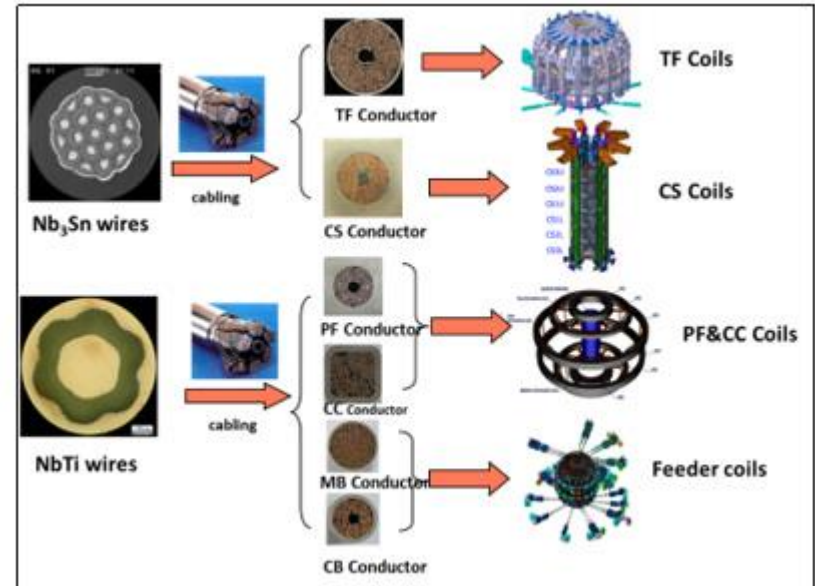 TF Conductor
TF Coils
Nb₃Sn wires
cabling
CS Conductor
CS Coils
PF Conductor
CC Conductor
PF&CC Coils
NbTi wires
cabling
MB Conductor
CB Conductor
Feeder coils